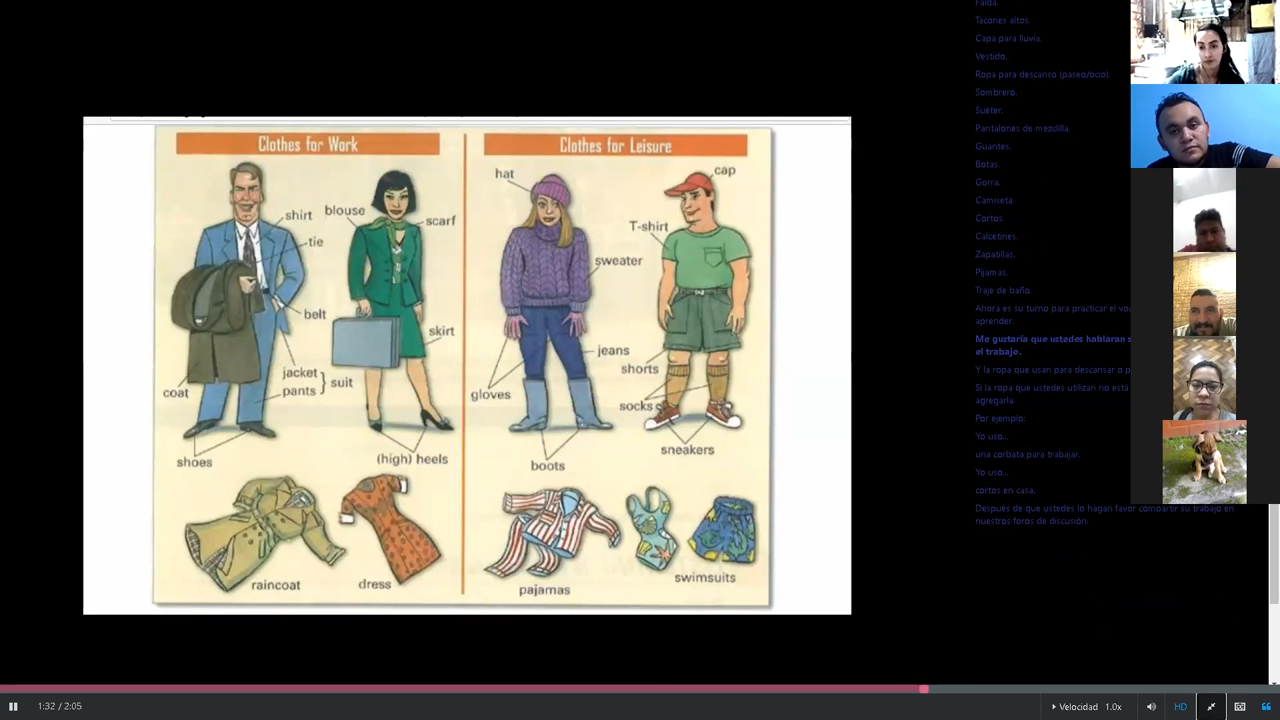 Clothes for Work
shirt
blouse
scarf
tie
belt
skirt
jacket
pants
suit
coat
shoes
(high) heels
raincoat
dress
Clothes for Leisure
hat
cap
T-shirt
sweater
jeans
shorts
gloves
socks
sneakers
boots
pajamas
swimsuits
Falda.
Tacones altos.
Capa para lluvia.
Vestido.
Ropa para descanso (paseo/ocio).
Sombrero.
Suéter.
Pantalones de mezclilla.
Guantes.
Botas.
Gorra.
Camiseta
Cortos
Calcetines.
Zapatillas.
Pijamas.
Traje de baño.
Ahora es su turno para practicar el
aprender.
Me gustaría que ustedes hablaran
el trabajo.
Y la ropa que usan para descansar o
Si la ropa que ustedes utilizan no está
agregarla.
Por ejemplo:
Yo uso...
una corbata para trabajar.
Yo uso...
cortos en casa.
Después de que ustedes lo hagan favor compartir su trabajo en
nuestros foros de discusión.
1:32 / 2:05
Velocidad 1.0x
HD